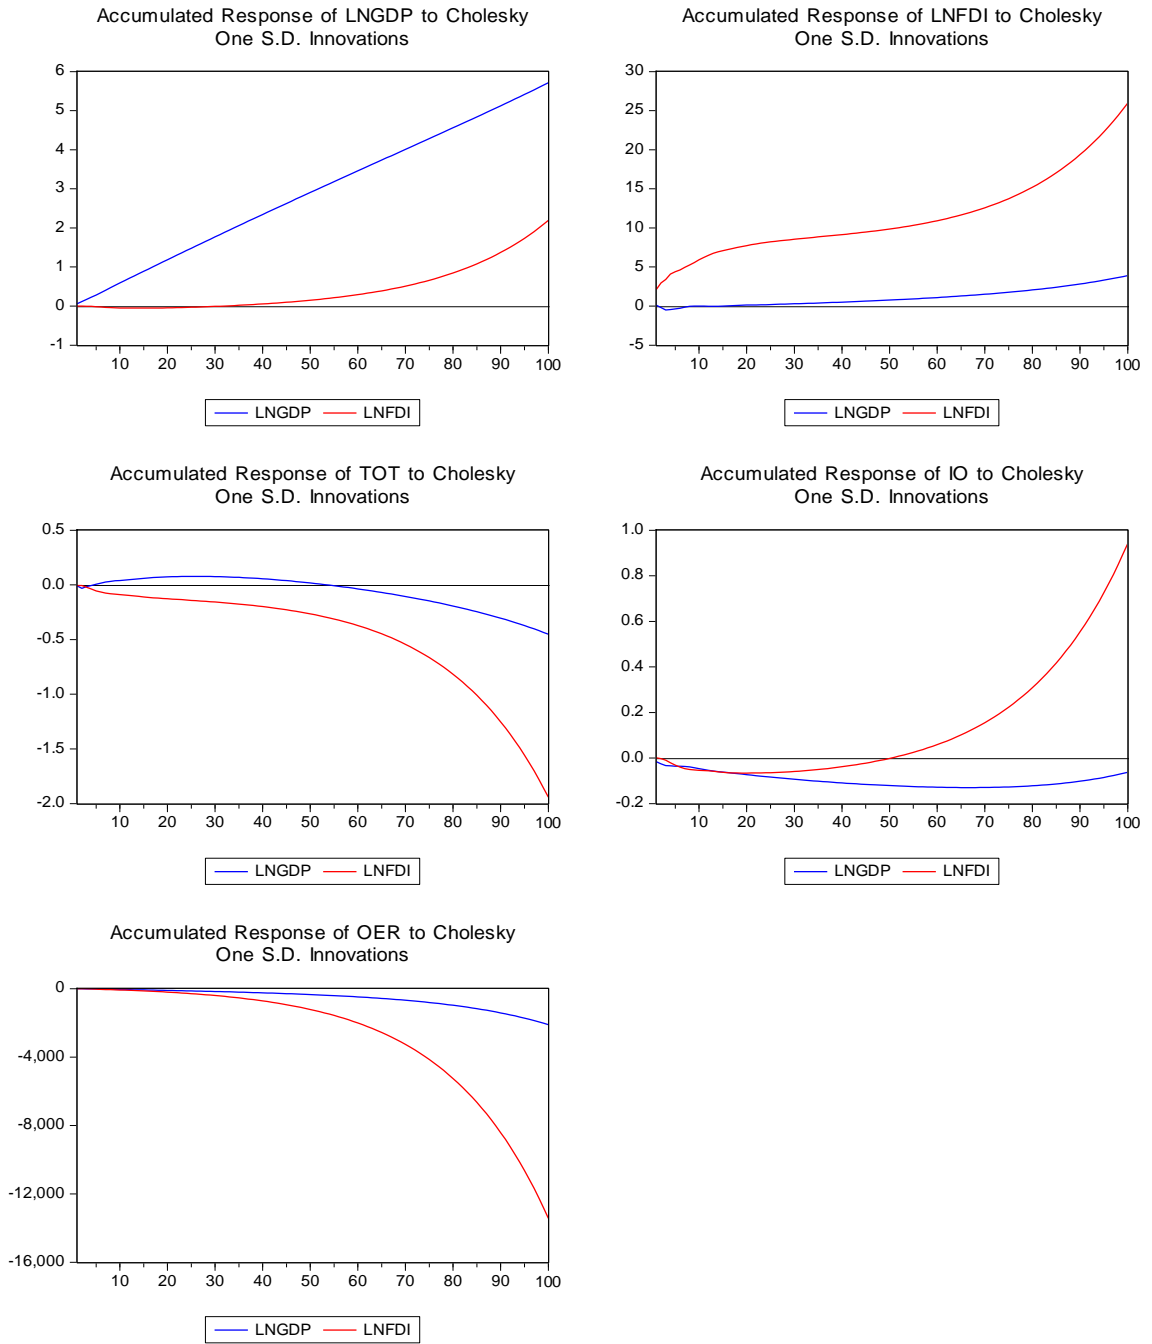 Accumulated Response of LNGDP to Cholesky
One S.D. Innovations
6
5
4
3
2
1
0
-1
10 20 30 40 50 60 70 80 90 100
LNGDP LNFDI
Accumulated Response of LNFDI to Cholesky
One S.D. Innovations
30
25
20
15
10
5
0
-5
10 20 30 40 50 60 70 80 90 100
LNGDP LNFDI
Accumulated Response of TOT to Cholesky
One S.D. Innovations
0.5
0.0
-0.5
-1.0
-1.5
-2.0
10 20 30 40 50 60 70 80 90 100
LNGDP LNFDI
Accumulated Response of IO to Cholesky
One S.D. Innovations
1.0
0.8
0.6
0.4
0.2
0.0
-0.2
10 20 30 40 50 60 70 80 90 100
LNGDP LNFDI
Accumulated Response of OER to Cholesky
One S.D. Innovations
0
-4,000
-8,000
-12,000
-16,000
10 20 30 40 50 60 70 80 90 100
LNGDP LNFDI